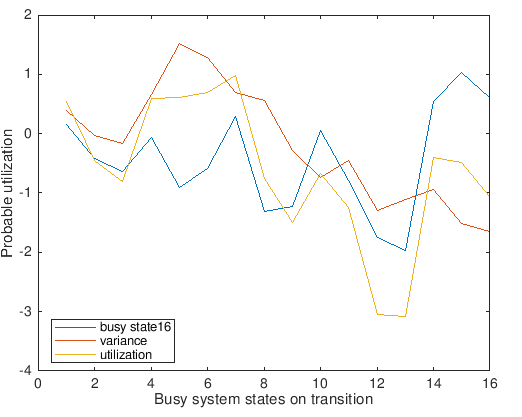 2
1
0
-1
-2
-3
-4
Probable utilization
busy state16
variance
utilization
0 2 4 6 8 10 12 14 16
Busy system states on transition